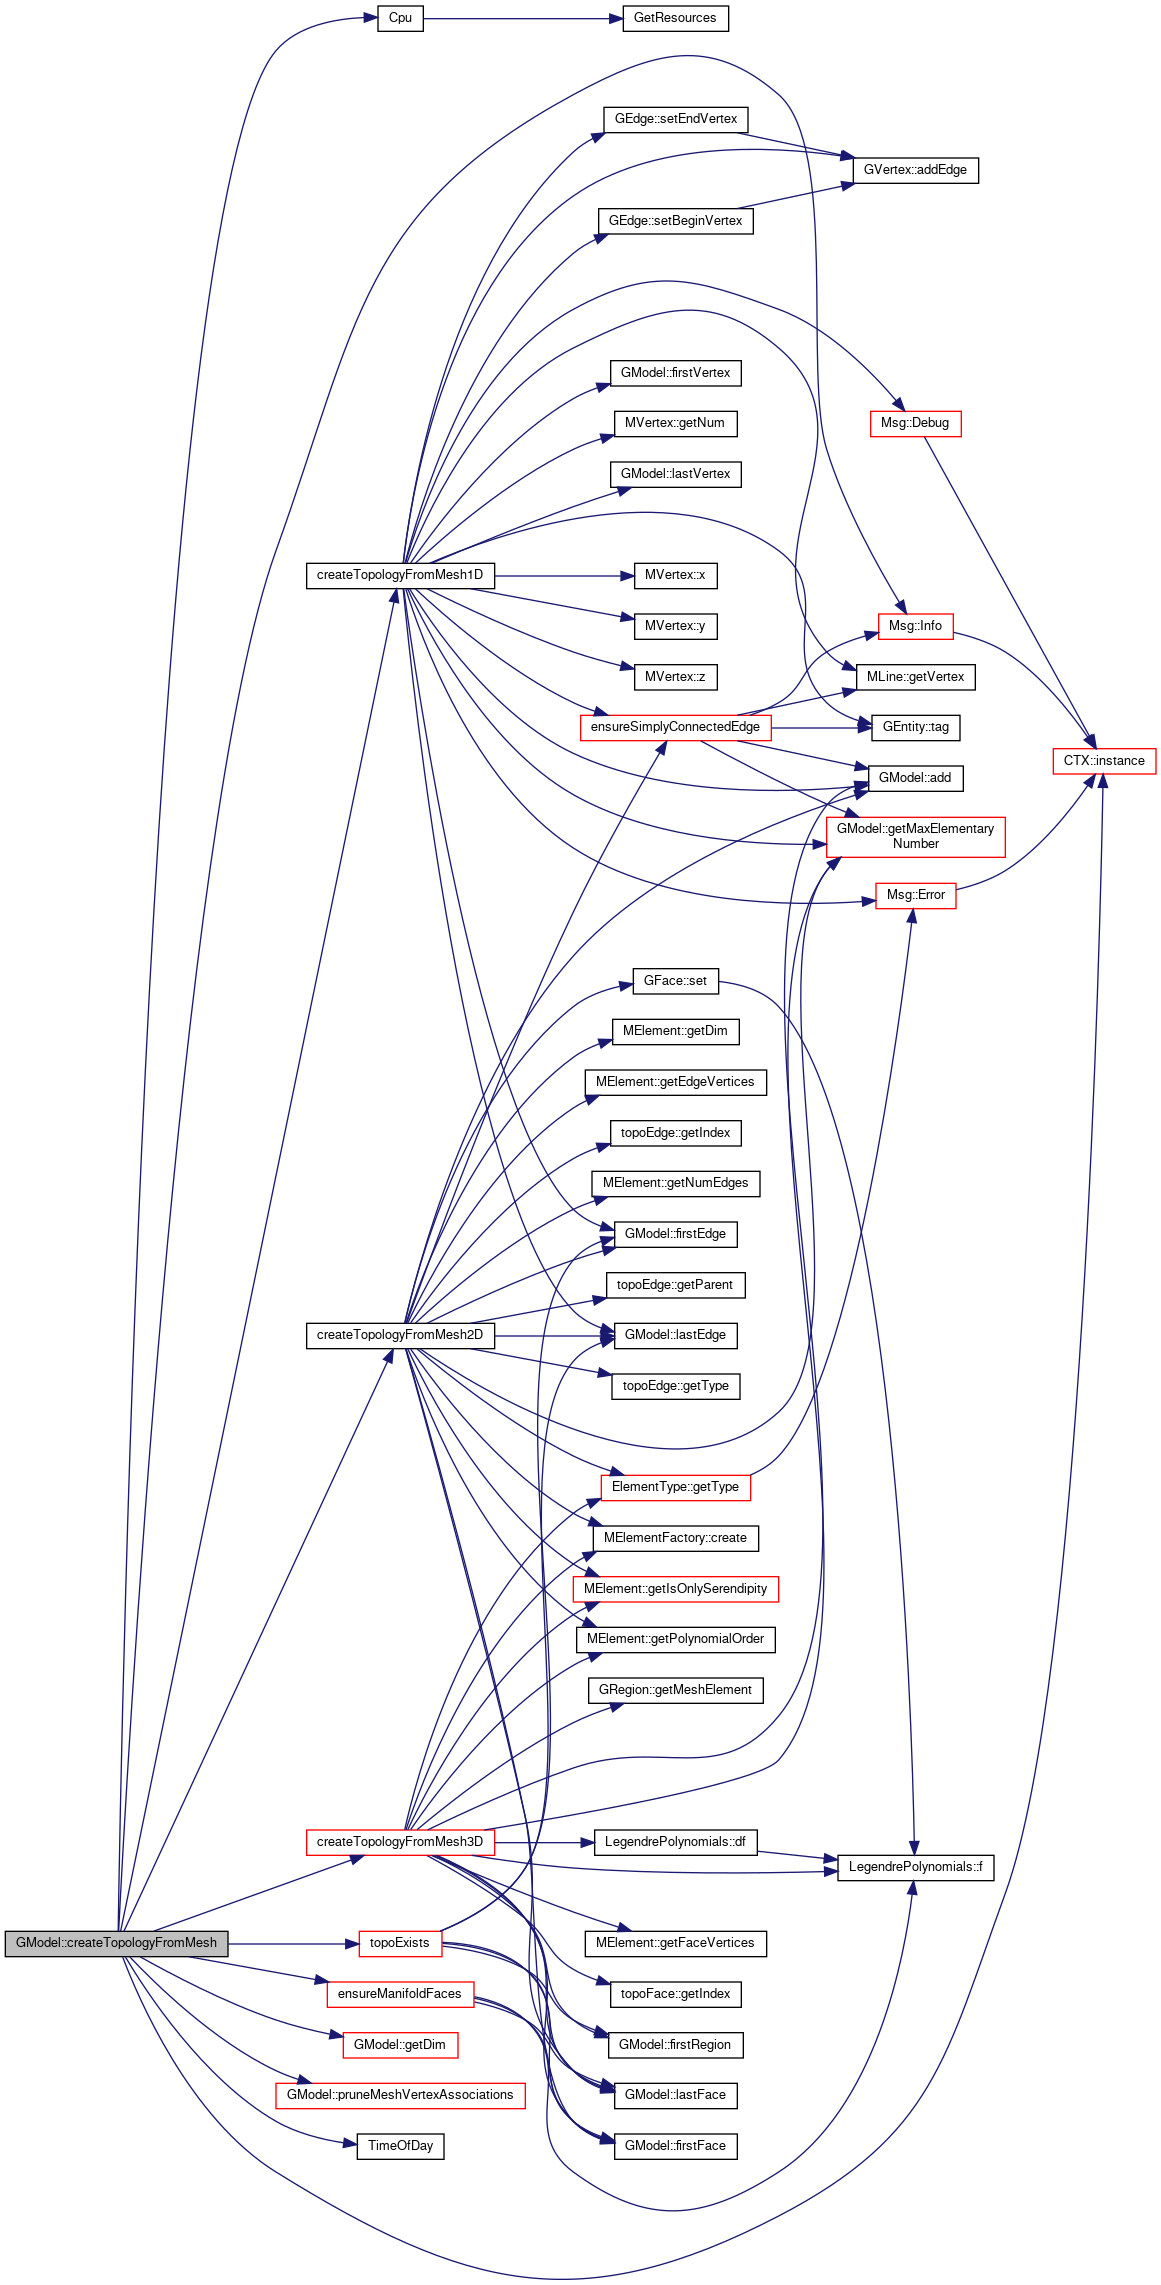 Cpu
GetResources
GEdge::setEndVertex
GVertex::addEdge
GEdge::setBeginVertex
GModel::firstVertex
Msg::Debug
MVertex::getNum
GModel::lastVertex
createTopologyFromMesh1D
MVertex::x
MVertex::y
Msg::Info
MVertex::z
MLine::getVertex
ensureSimplyConnectedEdge
GEntity::tag
CTX::instance
GModel::add
GModel::getMaxElementary
Number
Msg::Error
GFace::set
MElement::getDim
MElement::getEdgeVertices
topoEdge::getIndex
MElement::getNumEdges
GModel::firstEdge
topoEdge::getParent
createTopologyFromMesh2D
GModel::lastEdge
topoEdge::getType
ElementType::getType
MElementFactory::create
MElement::getIsOnlySerendipity
MElement::getPolynomialOrder
GRegion::getMeshElement
createTopologyFromMesh3D
LegendrePolynomials::df
LegendrePolynomials::f
GModel::createTopologyFromMesh
topoExists
MElement::getFaceVertices
ensureManifoldFaces
topoFace::getIndex
GModel::getDim
GModel::firstRegion
GModel::pruneMeshVertexAssociations
GModel::lastFace
TimeOfDay
GModel::firstFace